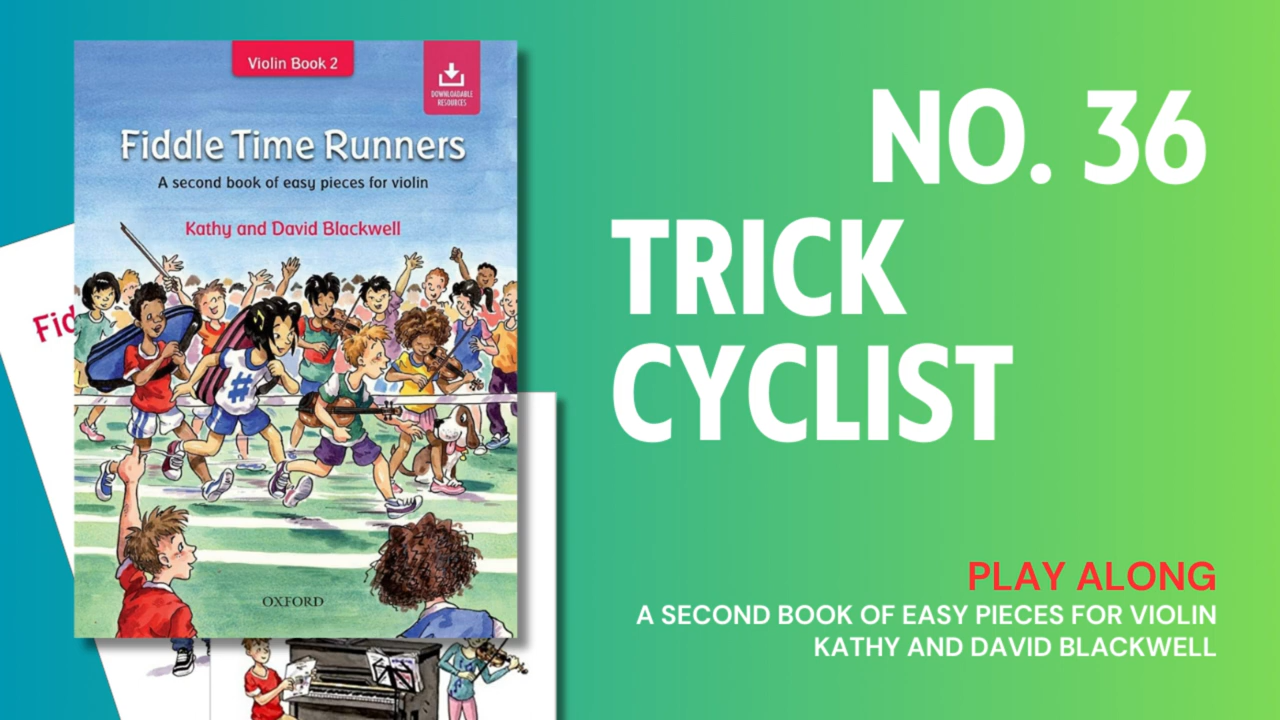 Violin Book 2
DOWNLOADABLE
RESOURCES
Fiddle Time Runners
A second book of easy pieces for violin
Kathy and David Blackwell
Fid
#
OXFORD
NO. 36
TRICK
CYCLIST
PLAY ALONG
A SECOND BOOK OF EASY PIECES FOR VIOLIN
KATHY AND DAVID BLACKWELL